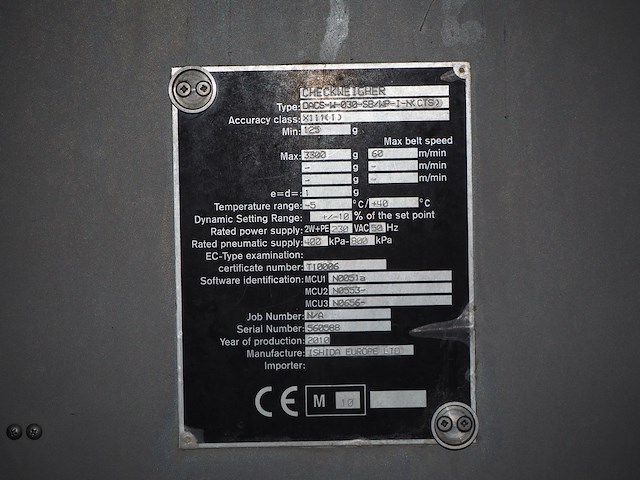 CHECKWEIGHER
Type: DACS-W-030-SB/WP-I-N(CTS)
Accuracy class: XIII(1)
Min: 125 g
Max belt speed
Max: 3300 g 60 m/min
- g - m/min
- g - m/min
e=d=: 1 g
Temperature range: -5 °C/ +40 °C
Dynamic Setting Range: +/-10 % of the set point
Rated power supply: 2W+PE 230 VAC 50 Hz
Rated pneumatic supply: 400 kPa- 800 kPa
EC-Type examination:
certificate number: T10006
Software identification: MCU1 N0051a
MCU2 N0553-
MCU3 N0656-
Job Number: N/A
Serial Number: 560588
Year of production: 2010
Manufacture: ISHIDA EUROPE LTD
Importer:
CE M 10